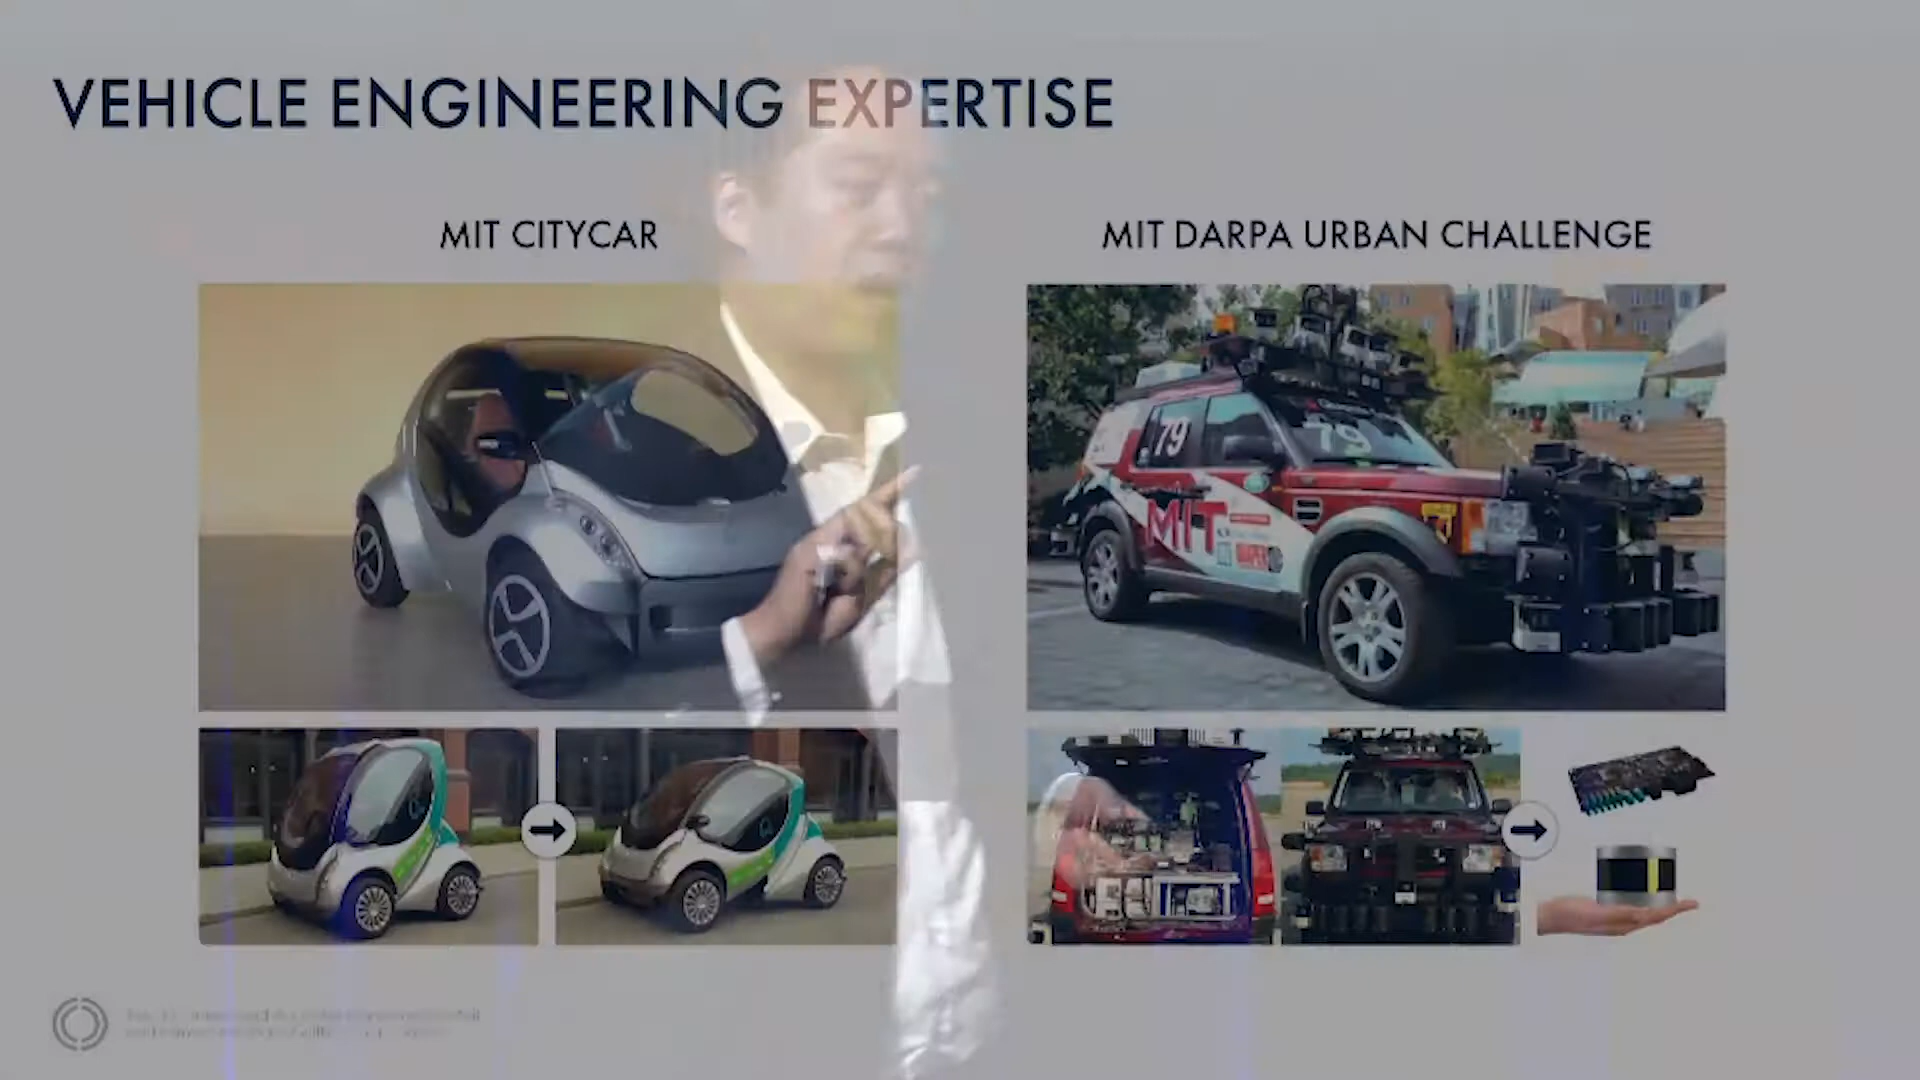 VEHICLE ENGINEERING EXPERTISE
MIT CITYCAR
MIT DARPA URBAN CHALLENGE
79
79
MIT